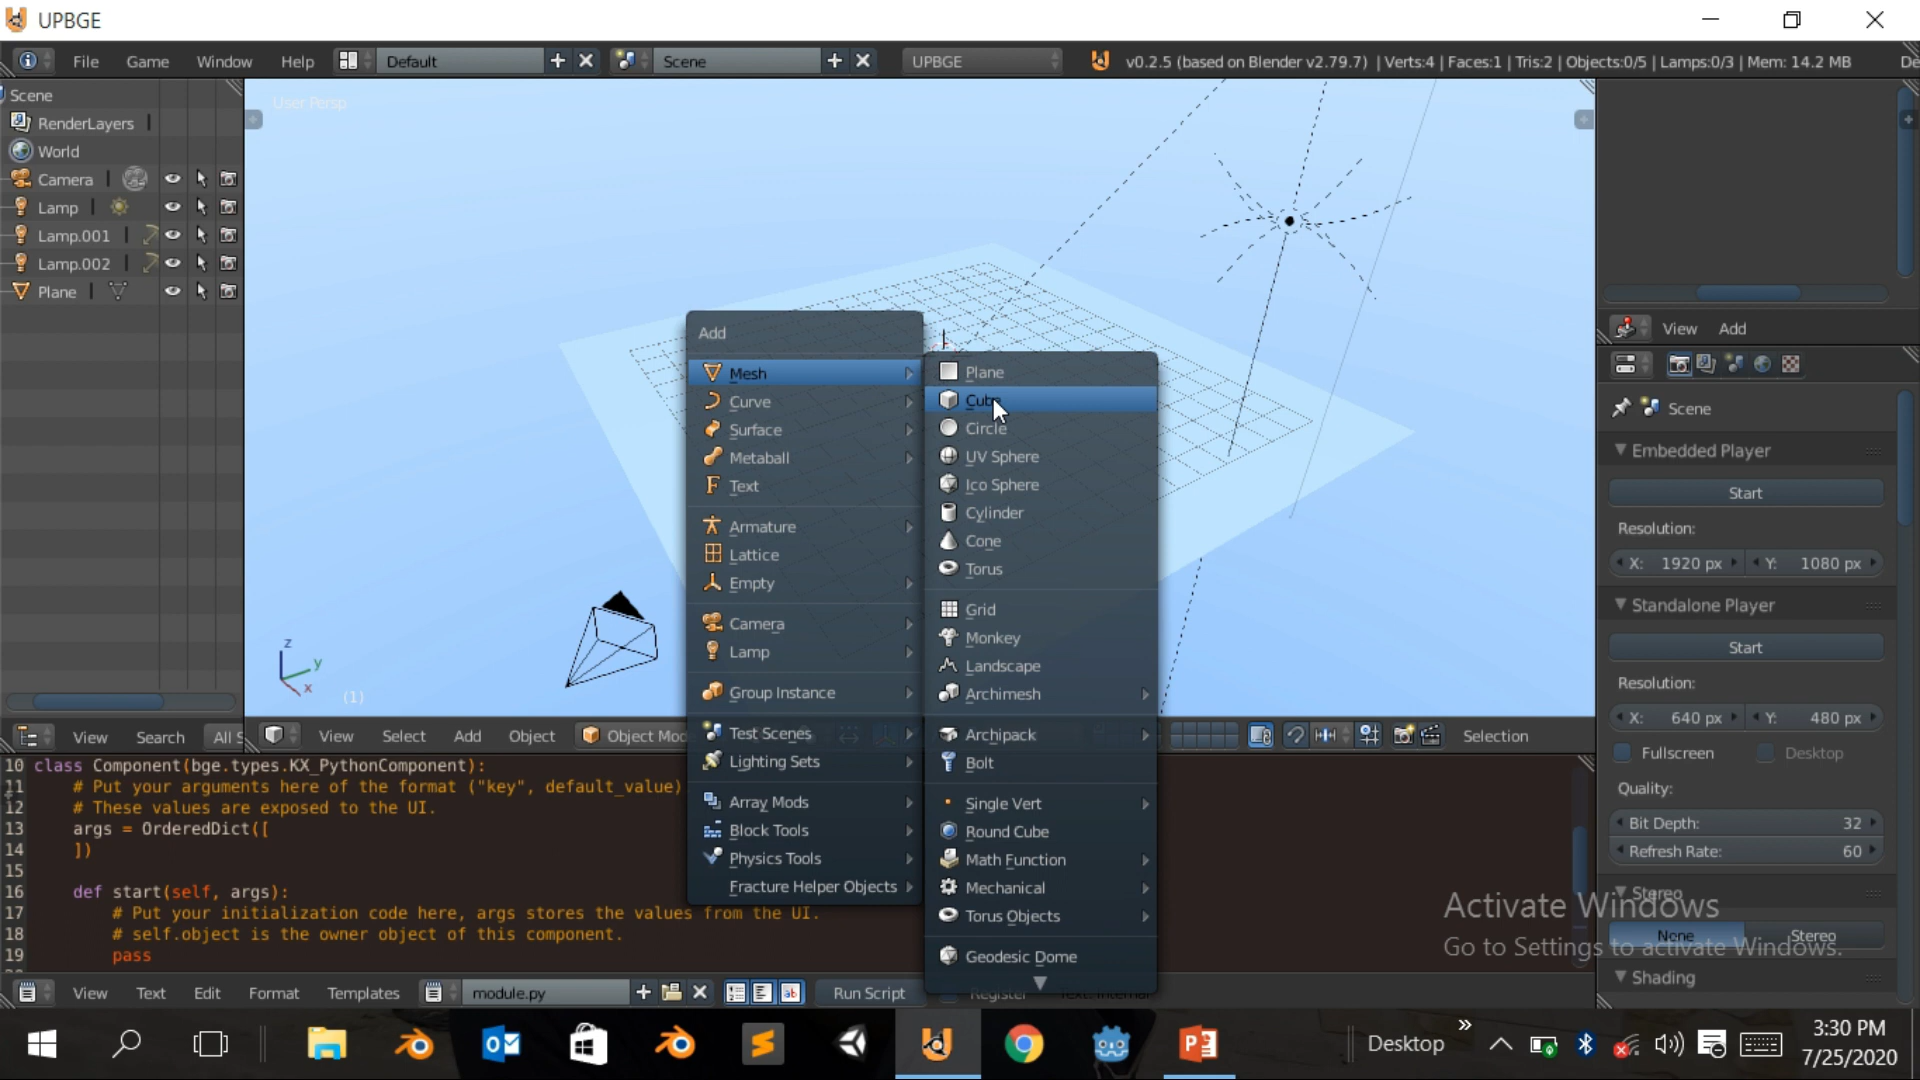 UPBGE
File Game Window Help Default Scene UPBGE v0.2.5 (based on Blender v2.79.7) | Verts:4 | Faces:1 | Tris:2 | Objects:0/5 | Lamps:0/3 | Mem: 14.2 MB
Scene
RenderLayers
World
Camera
Lamp
Lamp.001
Lamp.002
Plane
View Search All S
User Persp
z
y
x
(1)
Add
Mesh
Curve
Surface
Metaball
Text
Armature
Lattice
Empty
Camera
Lamp
Group Instance
Test Scenes
Lighting Sets
Array Mods
Block Tools
Physics Tools
Fracture Helper Objects
Plane
Cube
Circle
UV Sphere
Ico Sphere
Cylinder
Cone
Torus
Grid
Monkey
Landscape
Archimesh
Archipack
Bolt
Single Vert
Round Cube
Math Function
Mechanical
Torus Objects
Geodesic Dome
View Select Add Object Object Mod Selection
10 class Component(bge.types.KX_PythonComponent):
11 # Put your arguments here of the format ("key", default_value)
12 # These values are exposed to the UI.
13 args = OrderedDict([
14 ])
15
16 def start(self, args):
17 # Put your initialization code here, args stores the values from the UI.
18 # self.object is the owner object of this component.
19 pass
View Text Edit Format Templates module.py Run Script Register Text: Internal
View Add
Scene
Embedded Player
Start
Resolution:
X: 1920 px Y: 1080 px
Standalone Player
Start
Resolution:
X: 640 px Y: 480 px
Fullscreen Desktop
Quality:
Bit Depth: 32
Refresh Rate: 60
Stereo
None Stereo
Shading
Activate Windows
Go to Settings to activate Windows.
Desktop
3:30 PM
7/25/2020